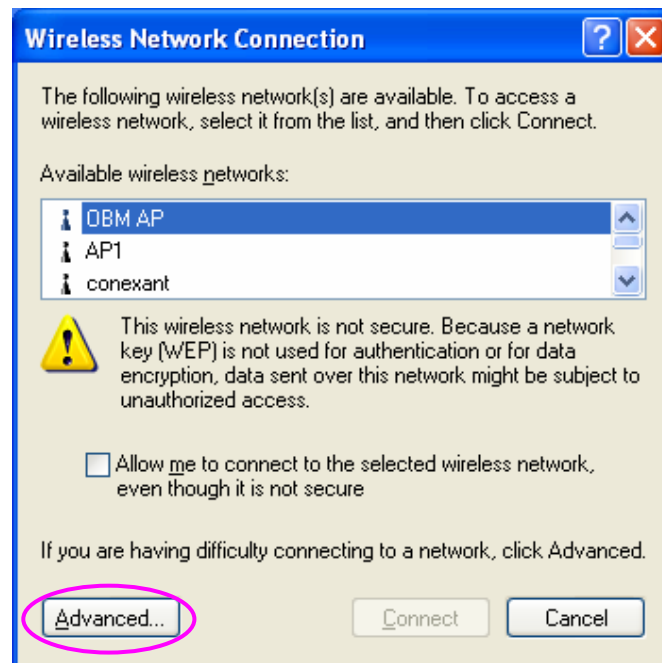 Wireless Network Connection
The following wireless network(s) are available. To access a
wireless network, select it from the list, and then click Connect.
Available wireless networks:
OBM AP
AP1
conexant
This wireless network is not secure. Because a network
key (WEP) is not used for authentication or for data
encryption, data sent over this network might be subject to
unauthorized access.
Allow me to connect to the selected wireless network,
even though it is not secure
If you are having difficulty connecting to a network, click Advanced.
Advanced... Connect Cancel